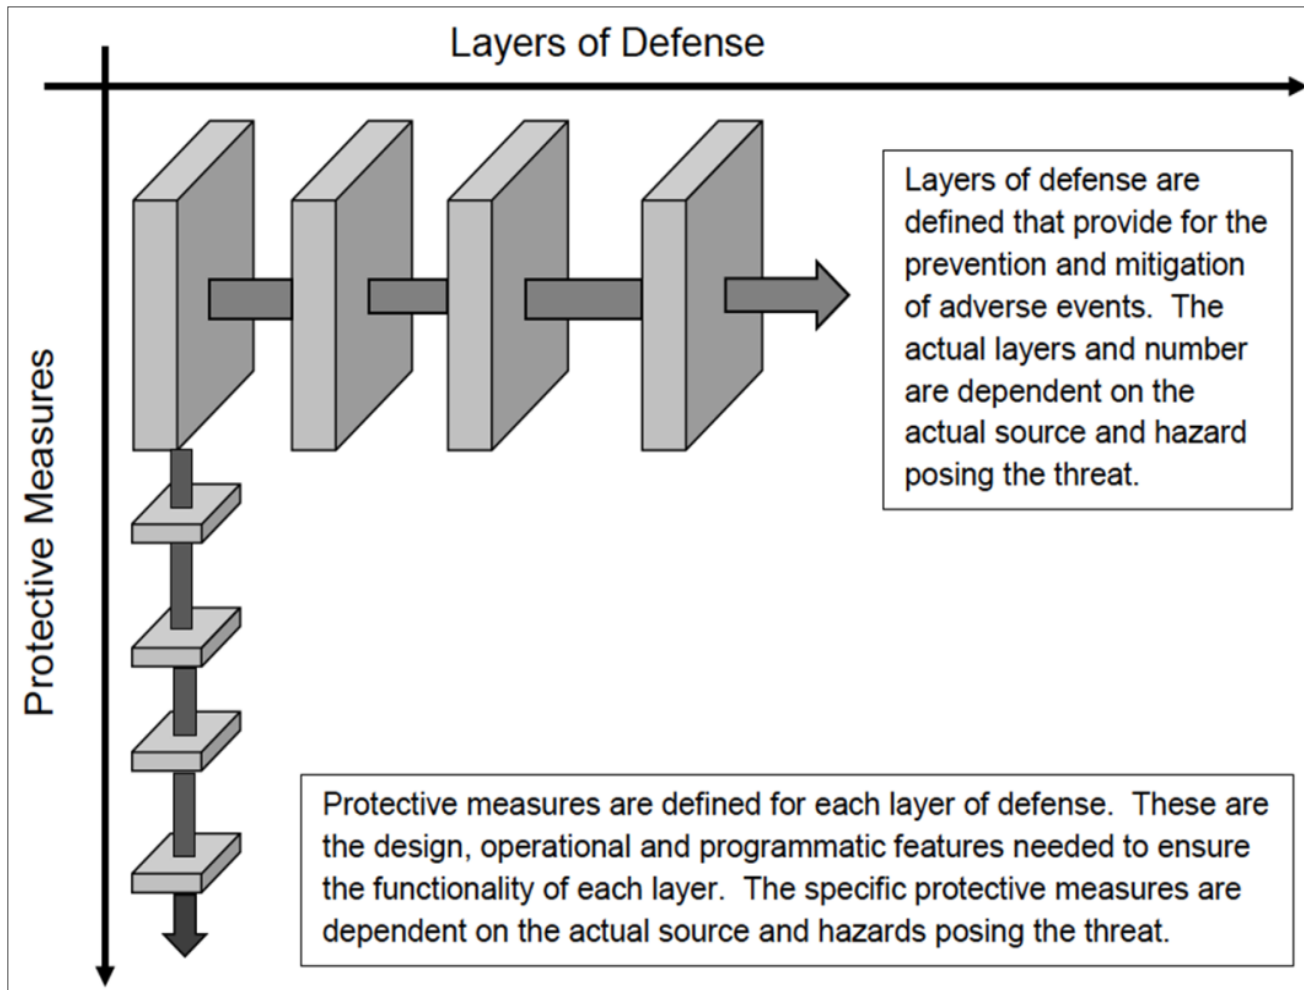 Layers of Defense
Layers of defense are
defined that provide for the
prevention and mitigation
of adverse events.  The
actual layers and number
are dependent on the
actual source and hazard
posing the threat.
Protective Measures
Protective measures are defined for each layer of defense.  These are
the design, operational and programmatic features needed to ensure
the functionality of each layer.  The specific protective measures are
dependent on the actual source and hazards posing the threat.